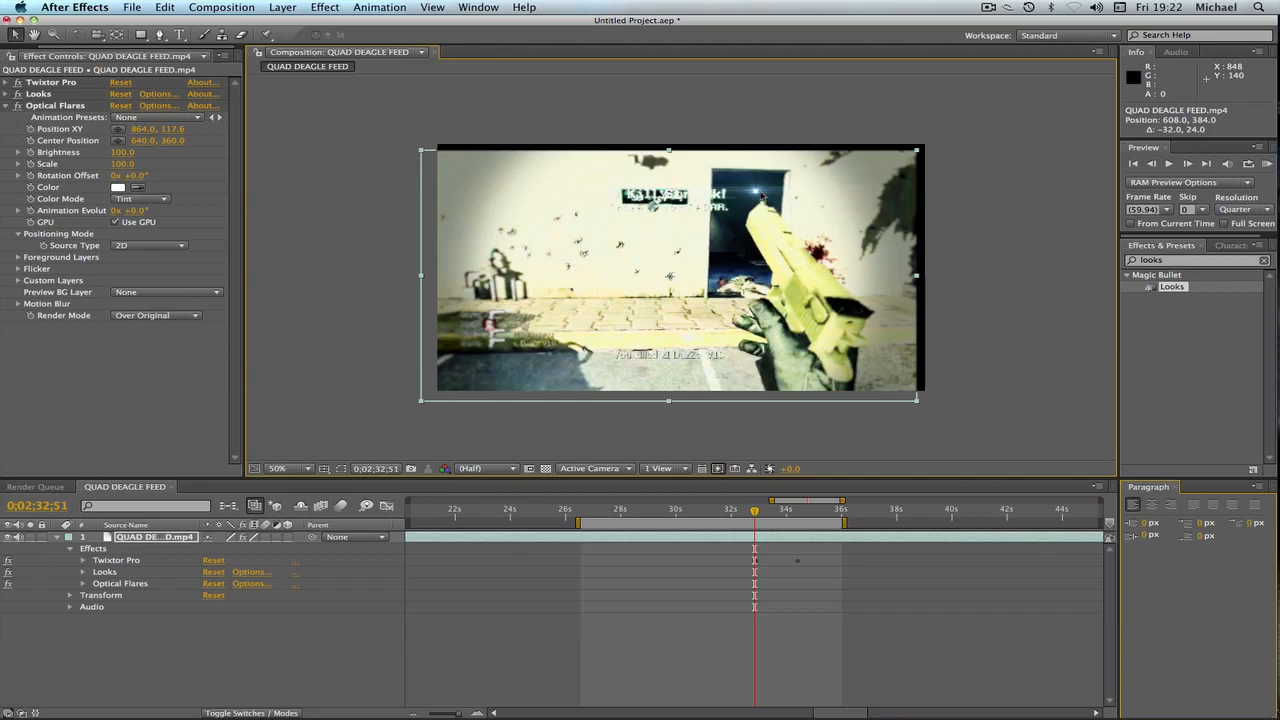 After Effects File Edit Composition Layer Effect Animation View Window Help Fri 19:22 Michael
Untitled Project.aep *
Workspace: Standard Search Help
Effect Controls: QUAD DEAGLE FEED.mp4
QUAD DEAGLE FEED • QUAD DEAGLE FEED.mp4
Twixtor Pro Reset About...
Looks Reset Options... About...
Optical Flares Reset Options... About...
Animation Presets: None
Position XY 864.0, 117.6
Center Position 640.0, 360.0
Brightness 100.0
Scale 100.0
Rotation Offset 0x +0.0°
Color
Color Mode Tint
Animation Evolut 0x +0.0°
GPU Use GPU
Positioning Mode
Source Type 2D
Foreground Layers
Flicker
Custom Layers
Preview BG Layer None
Motion Blur
Render Mode Over Original
Composition: QUAD DEAGLE FEED
QUAD DEAGLE FEED
50% 0;02;32;51 (Half) Active Camera 1 View +0.0
Info Audio
R: X: 848
G: Y: 140
B:
A: 0
QUAD DEAGLE FEED.mp4
Position: 608.0, 384.0
Δ: -32.0, 24.0
Preview
RAM Preview Options
Frame Rate Skip Resolution
(59.94) 0 Quarter
From Current Time Full Screen
Effects & Presets Charact
looks
Magic Bullet
Looks
Paragraph
0 px 0 px 0 px
0 px 0 px
Render Queue QUAD DEAGLE FEED
0;02;32;51
22s 24s 26s 28s 30s 32s 34s 36s 38s 40s 42s 44s
# Source Name Parent
1 QUAD DE...D.mp4 None
Effects
Twixtor Pro Reset ...
Looks Reset Options... ...
Optical Flares Reset Options... ...
Transform Reset
Audio
Toggle Switches / Modes